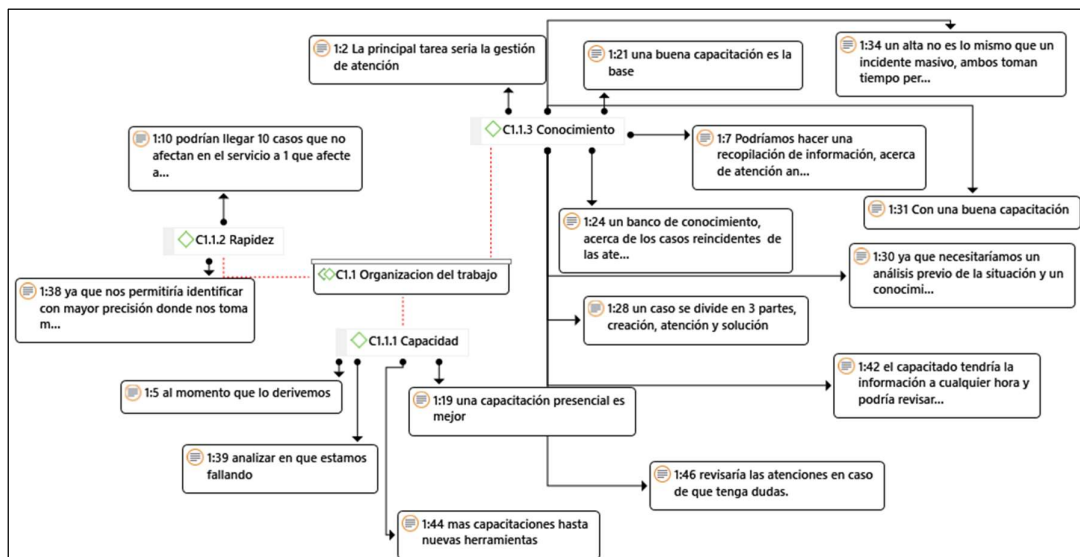 1:2 La principal tarea seria la gestión
de atención
1:21 una buena capacitación es la
base
1:34 un alta no es lo mismo que un
incidente masivo, ambos toman
tiempo per...
C1.1.3 Conocimiento
1:10 podrían llegar 10 casos que no
afectan en el servicio a 1 que afecte
a...
1:7 Podríamos hacer una
recopilación de información, acerca
de atención an...
1:31 Con una buena capacitación
1:24 un banco de conocimiento,
acerca de los casos reincidentes de
las ate...
C1.1.2 Rapidez
1:30 ya que necesitaríamos un
análisis previo de la situación y un
conocimi...
C1.1 Organizacion del trabajo
1:38 ya que nos permitiría identificar
con mayor precisión donde nos toma
m...
1:28 un caso se divide en 3 partes,
creación, atención y solución
C1.1.1 Capacidad
1:42 el capacitado tendría la
información a cualquier hora y
podría revisar...
1:5 al momento que lo derivemos
1:19 una capacitación presencial es
mejor
1:39 analizar en que estamos
fallando
1:46 revisaría las atenciones en caso
de que tenga dudas.
1:44 mas capacitaciones hasta
nuevas herramientas